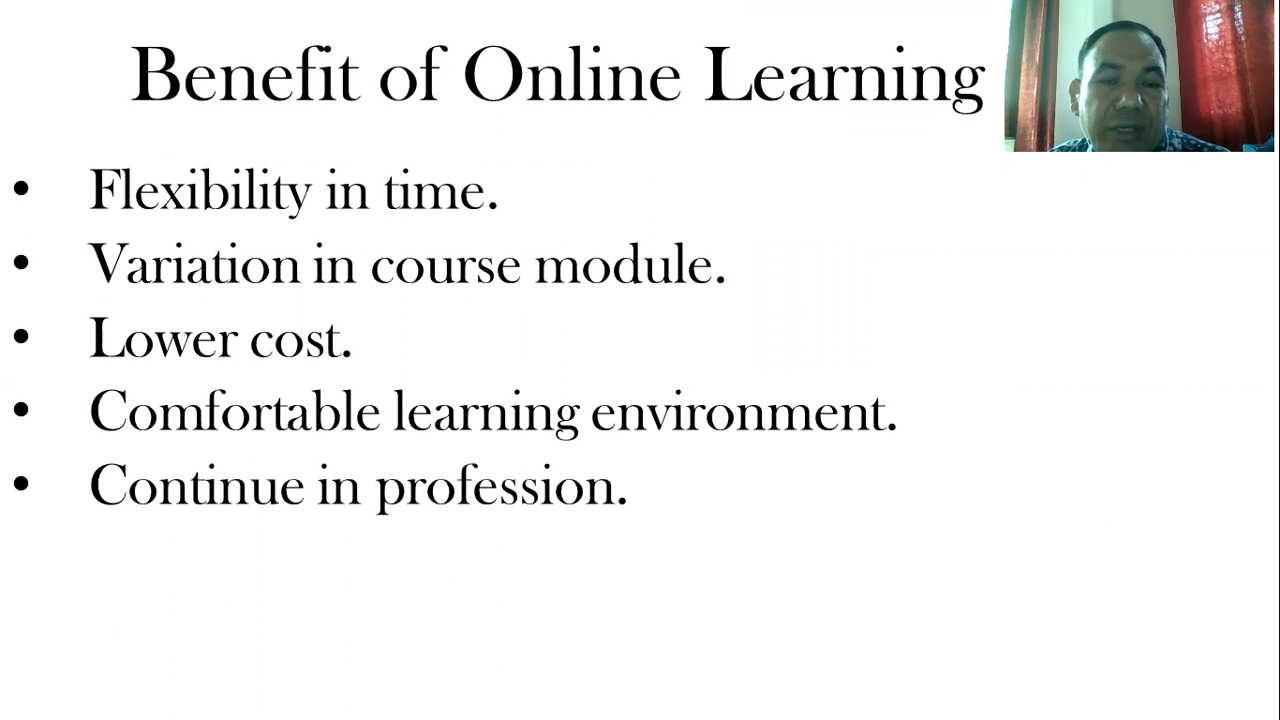 Benefit of Online Learning
• Flexibility in time.
• Variation in course module.
• Lower cost.
• Comfortable learning environment.
• Continue in profession.